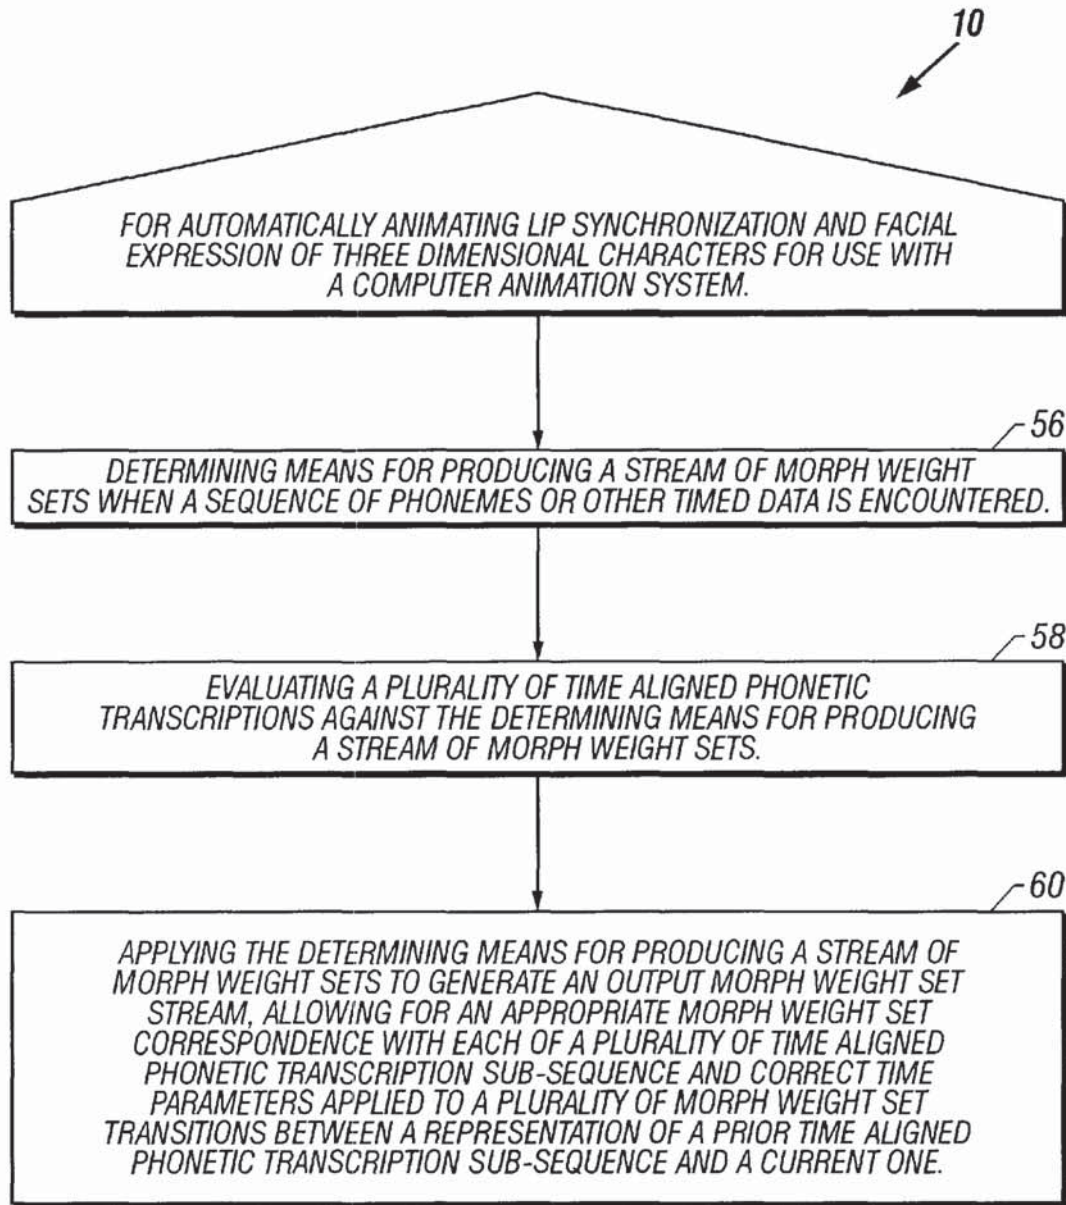 10
FOR AUTOMATICALLY ANIMATING LIP SYNCHRONIZATION AND FACIAL
EXPRESSION OF THREE DIMENSIONAL CHARACTERS FOR USE WITH
A COMPUTER ANIMATION SYSTEM.
56
DETERMINING MEANS FOR PRODUCING A STREAM OF MORPH WEIGHT
SETS WHEN A SEQUENCE OF PHONEMES OR OTHER TIMED DATA IS ENCOUNTERED.
58
EVALUATING A PLURALITY OF TIME ALIGNED PHONETIC
TRANSCRIPTIONS AGAINST THE DETERMINING MEANS FOR PRODUCING
A STREAM OF MORPH WEIGHT SETS.
60
APPLYING THE DETERMINING MEANS FOR PRODUCING A STREAM OF
MORPH WEIGHT SETS TO GENERATE AN OUTPUT MORPH WEIGHT SET
STREAM, ALLOWING FOR AN APPROPRIATE MORPH WEIGHT SET
CORRESPONDENCE WITH EACH OF A PLURALITY OF TIME ALIGNED
PHONETIC TRANSCRIPTION SUB-SEQUENCE AND CORRECT TIME
PARAMETERS APPLIED TO A PLURALITY OF MORPH WEIGHT SET
TRANSITIONS BETWEEN A REPRESENTATION OF A PRIOR TIME ALIGNED
PHONETIC TRANSCRIPTION SUB-SEQUENCE AND A CURRENT ONE.